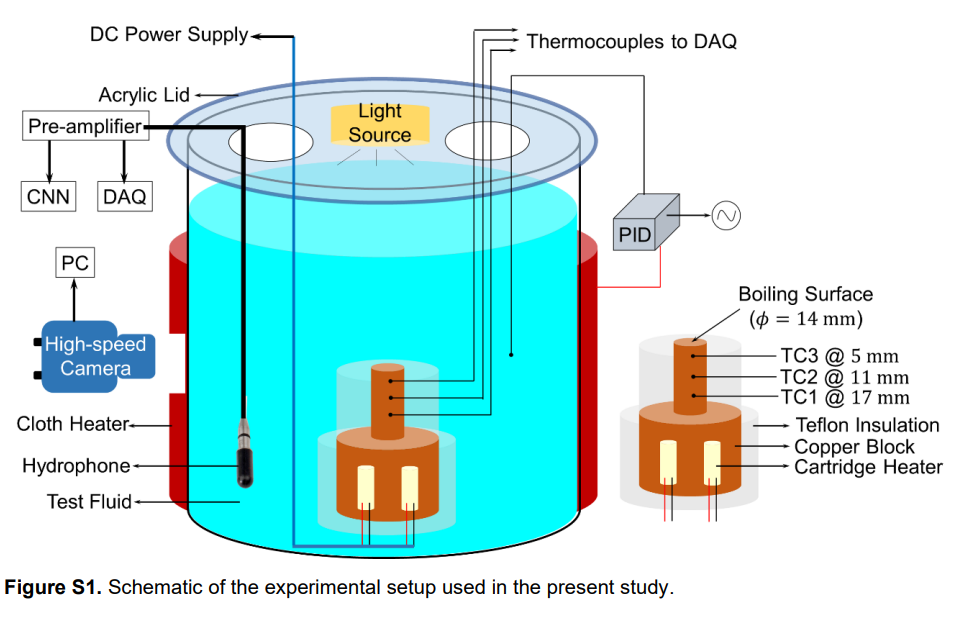 DC Power Supply
Thermocouples to DAQ
Acrylic Lid
Light
Source
Pre-amplifier
CNN
DAQ
PID
PC
High-speed
Camera
Boiling Surface
(ϕ = 14 mm)
TC3 @ 5 mm
TC2 @ 11 mm
TC1 @ 17 mm
Cloth Heater
Teflon Insulation
Copper Block
Hydrophone
Cartridge Heater
Test Fluid
Figure S1. Schematic of the experimental setup used in the present study.